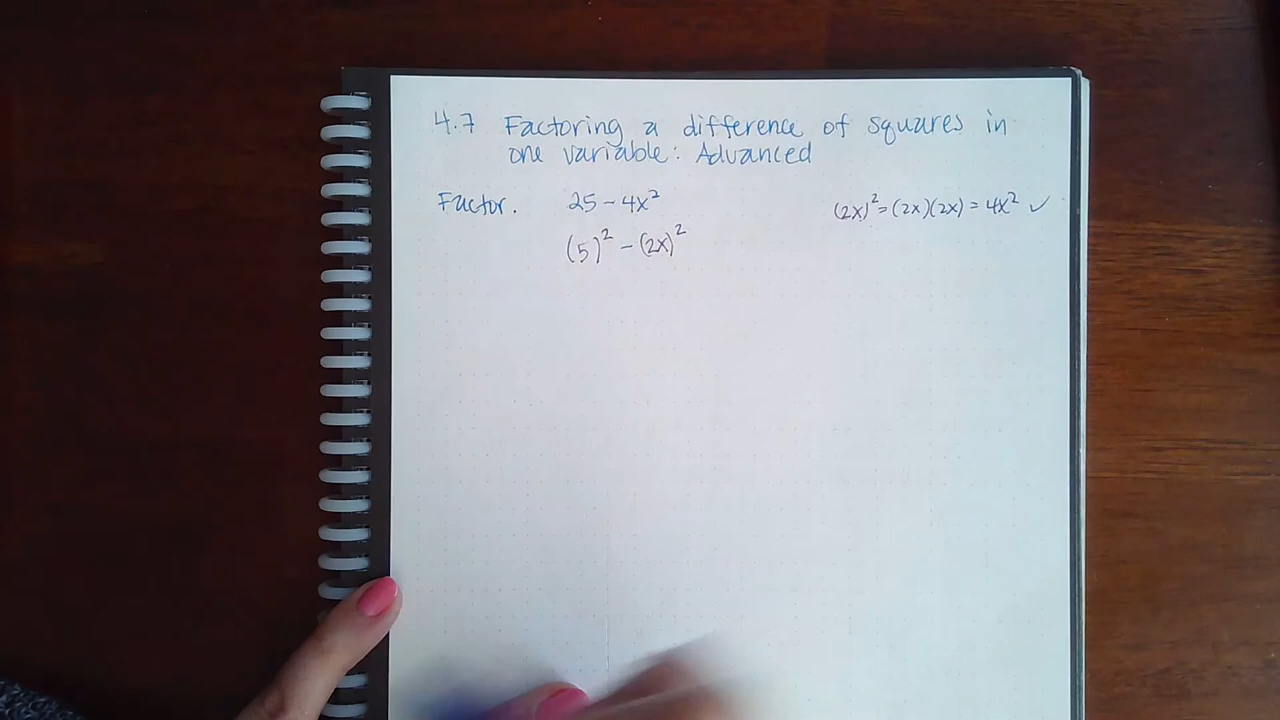 4.7 Factoring a difference of squares in
one variable: Advanced
Factor. 25 - 4x² (2x)² = (2x)(2x) = 4x² ✓
(5)² - (2x)²